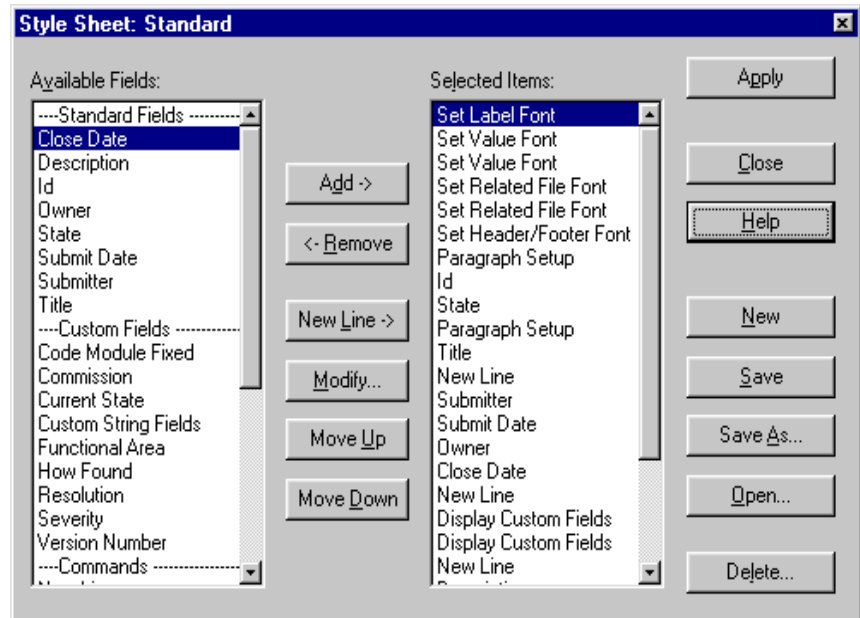 Style Sheet: Standard
Available Fields:
----Standard Fields ---------
Close Date
Description
Id
Owner
State
Submit Date
Submitter
Title
----Custom Fields -----------
Code Module Fixed
Commission
Current State
Custom String Fields
Functional Area
How Found
Resolution
Severity
Version Number
----Commands --------------
Add ->
<- Remove
New Line ->
Modify...
Move Up
Move Down
Selected Items:
Set Label Font
Set Value Font
Set Value Font
Set Related File Font
Set Related File Font
Set Header/Footer Font
Paragraph Setup
Id
State
Paragraph Setup
Title
New Line
Submitter
Submit Date
Owner
Close Date
New Line
Display Custom Fields
Display Custom Fields
New Line
Apply
Close
Help
New
Save
Save As...
Open...
Delete...